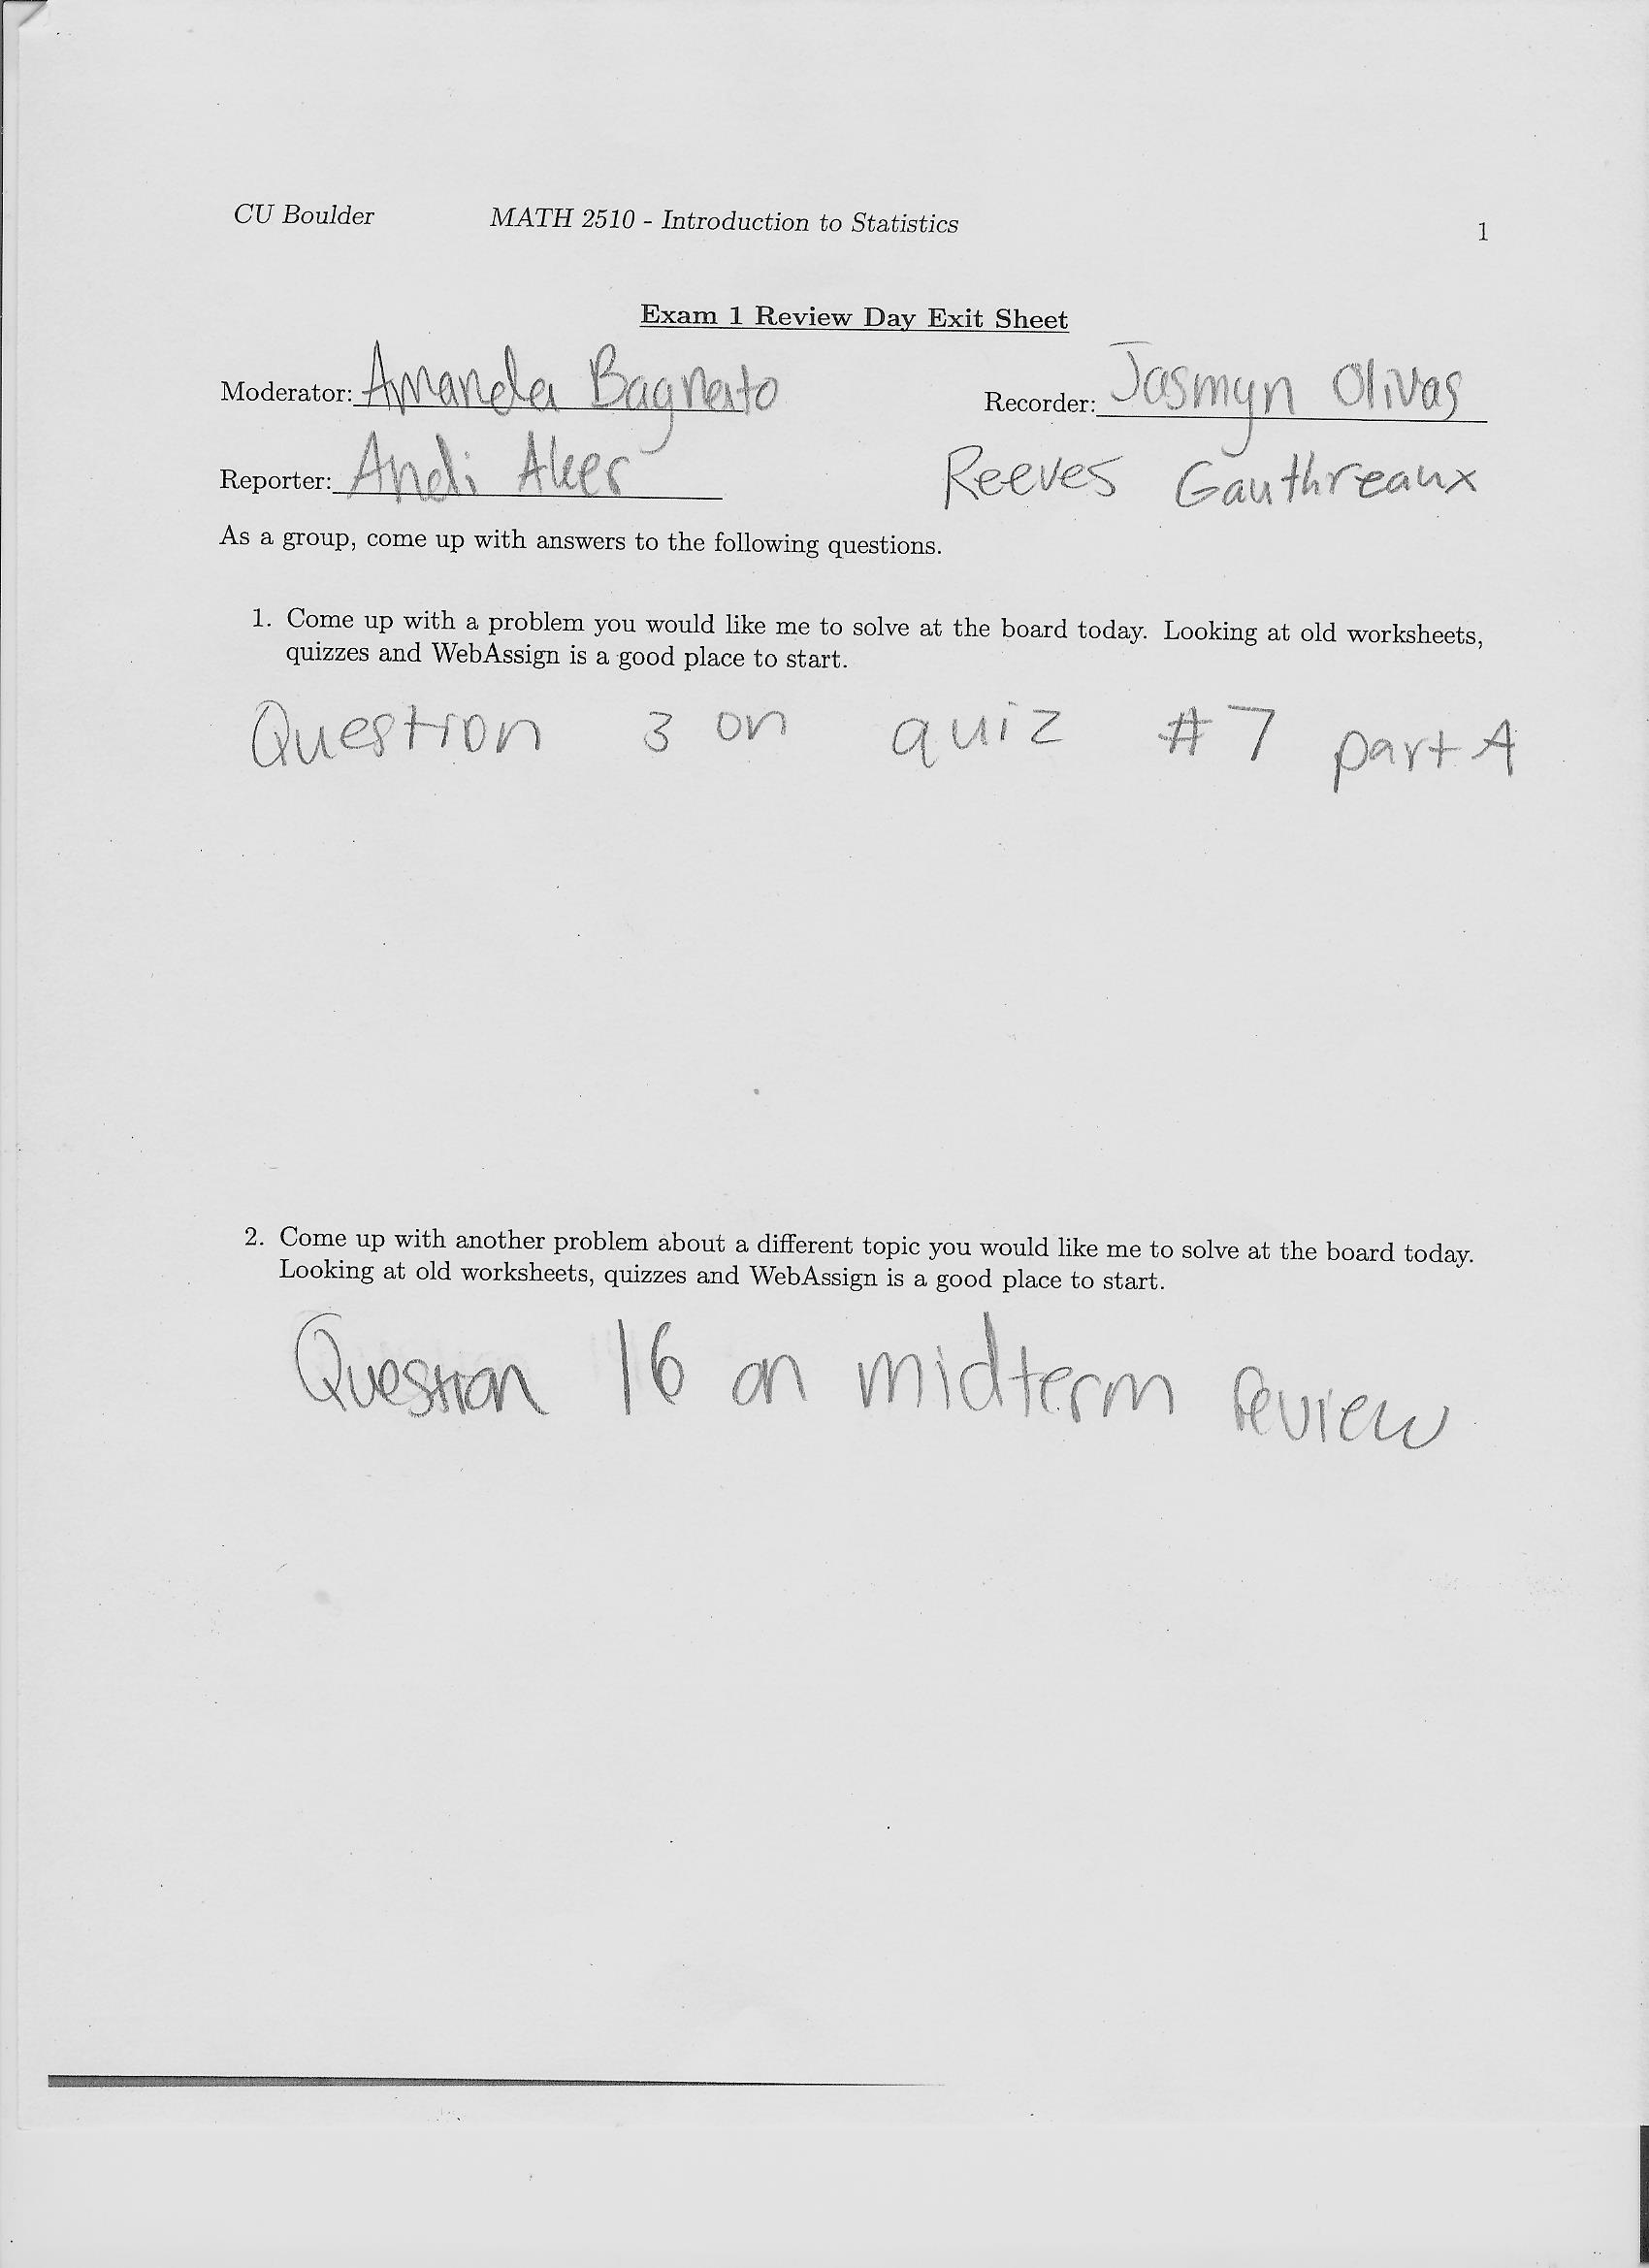 CU Boulder MATH 2510 - Introduction to Statistics 1
Exam 1 Review Day Exit Sheet
Moderator: Amanda Bagnato Recorder: Jasmyn Olivas
Reporter: Andi Aker Reeves Gauthreaux
As a group, come up with answers to the following questions.
1. Come up with a problem you would like me to solve at the board today. Looking at old worksheets,
quizzes and WebAssign is a good place to start.
Question 3 on quiz #7 part A
2. Come up with another problem about a different topic you would like me to solve at the board today.
Looking at old worksheets, quizzes and WebAssign is a good place to start.
Question 16 on midterm review